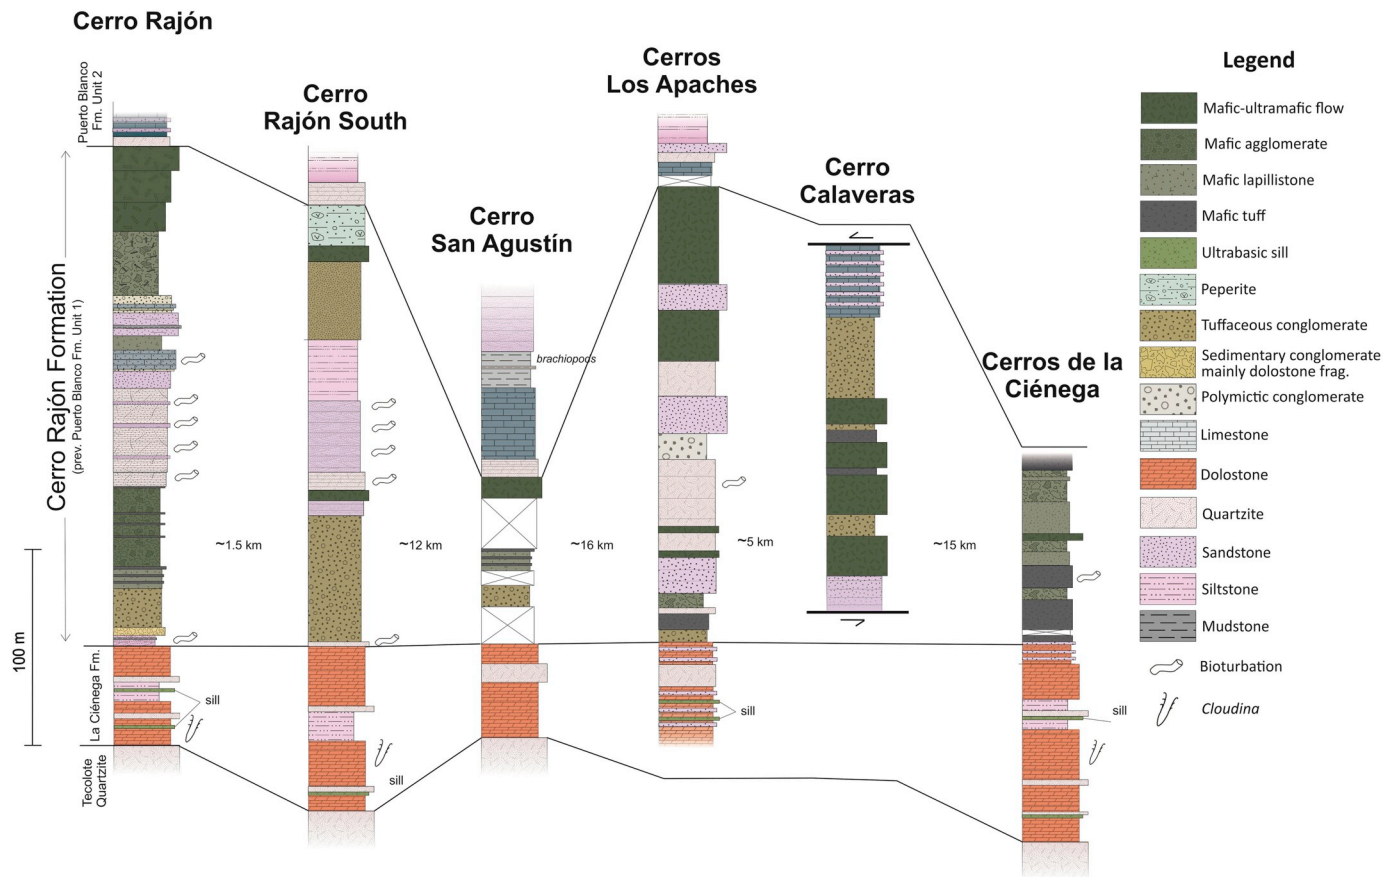 Cerro Rajón
Cerro
Rajón South
Cerro
San Agustín
Cerros
Los Apaches
Cerro
Calaveras
Cerros de la
Ciénega
Puerto Blanco
Fm. Unit 2
Cerro Rajón Formation
(prev. Puerto Blanco Fm. Unit 1)
La Ciénega Fm.
Tecolote
Quartzite
100 m
brachiopods
~1.5 km
~12 km
~16 km
~5 km
~15 km
sill
sill
sill
sill
Legend
Mafic-ultramafic flow
Mafic agglomerate
Mafic lapillistone
Mafic tuff
Ultrabasic sill
Peperite
Tuffaceous conglomerate
Sedimentary conglomerate
mainly dolostone frag.
Polymictic conglomerate
Limestone
Dolostone
Quartzite
Sandstone
Siltstone
Mudstone
Bioturbation
Cloudina